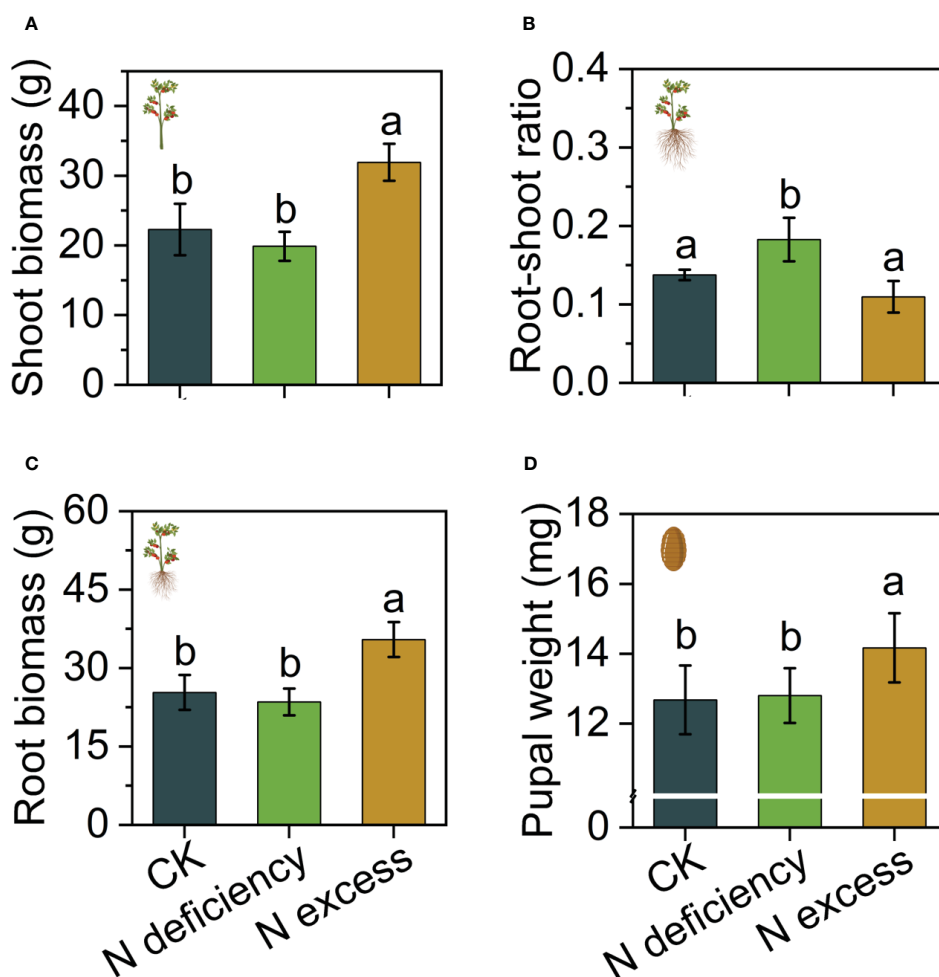 A
Shoot biomass (g)
40
30
20
10
0
b
b
a
B
Root-shoot ratio
0.4
0.3
0.2
0.1
0.0
a
b
a
C
Root biomass (g)
60
45
30
15
0
b
b
a
CK
N deficiency
N excess
D
Pupal weight (mg)
18
16
14
12
0
b
b
a
CK
N deficiency
N excess